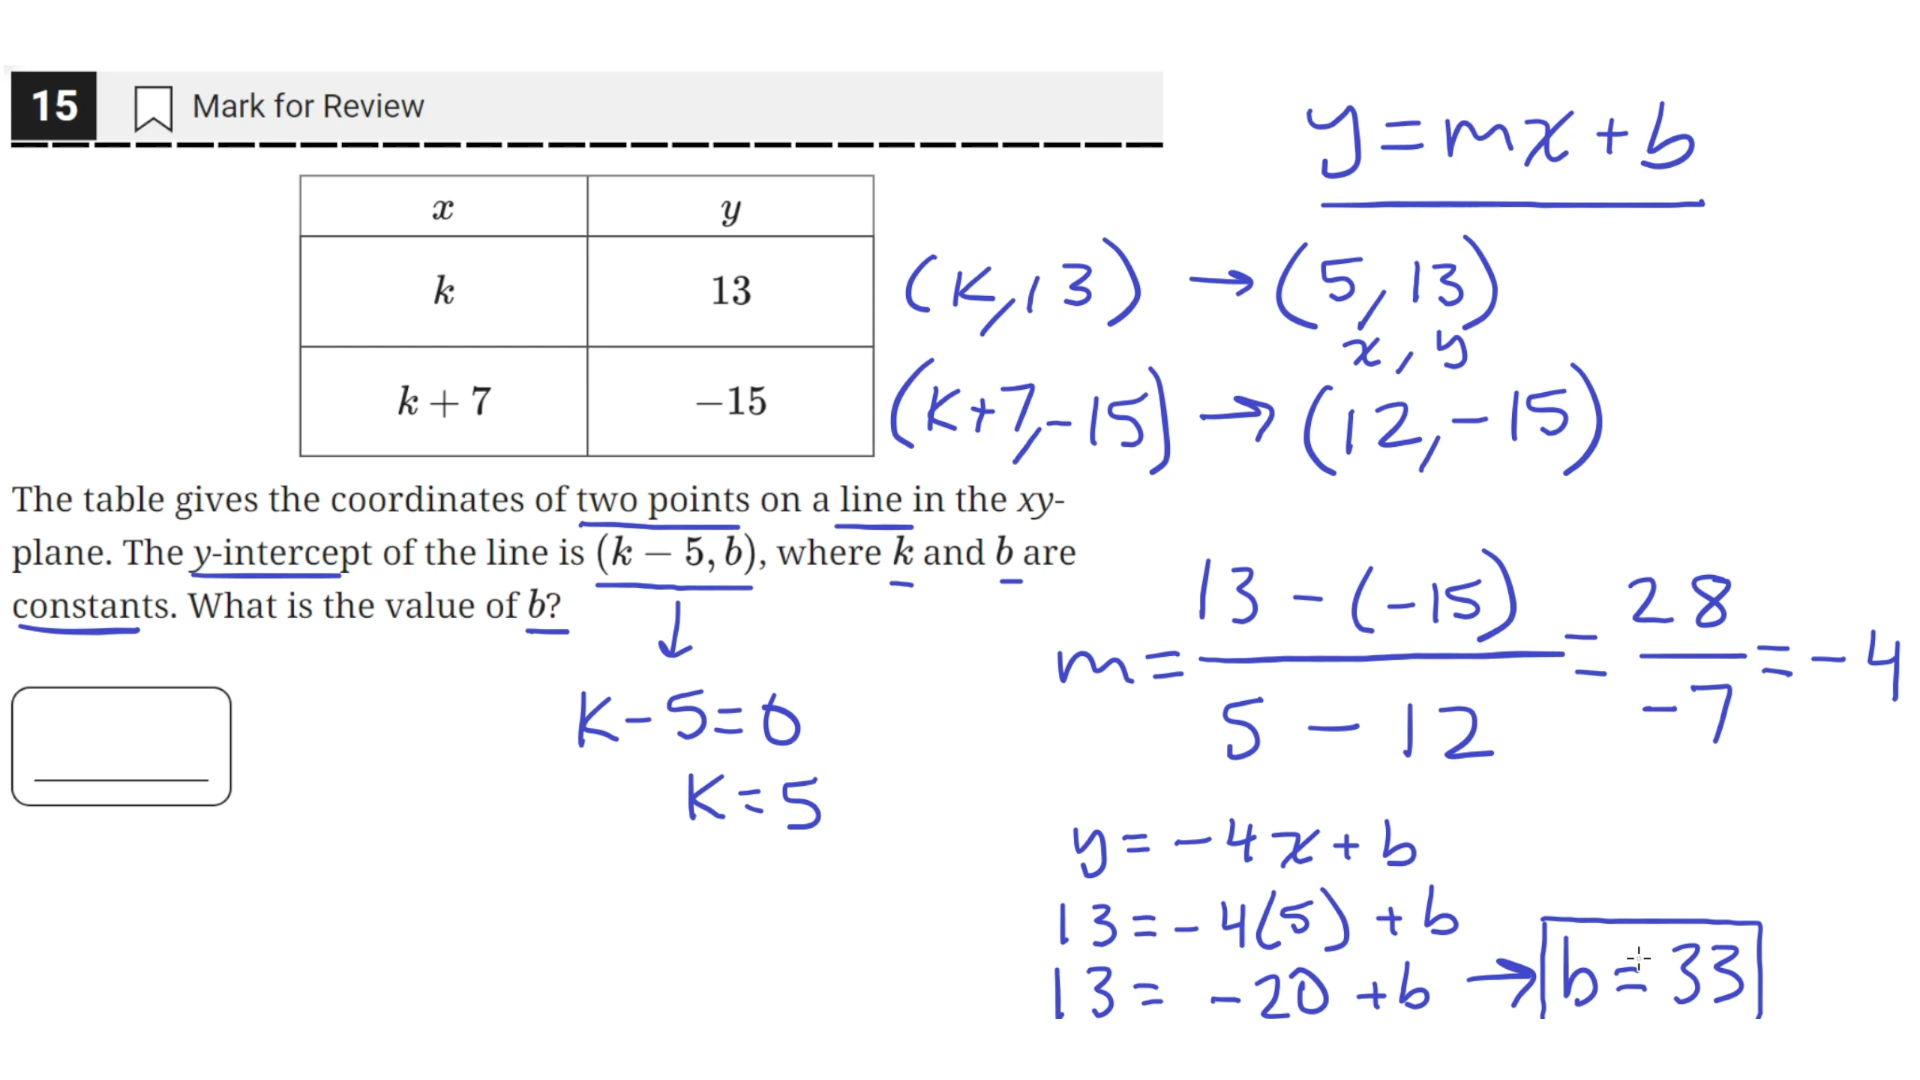 15 Mark for Review
x y
k 13
k + 7 −15
The table gives the coordinates of two points on a line in the xy-
plane. The y-intercept of the line is (k − 5, b), where k and b are
constants. What is the value of b?
K-5=0
K=5
y=mx+b
(K,13) → (5,13)
x, y
(K+7,-15) → (12,-15)
m = 13-(-15) / 5-12 = 28 / -7 = -4
y=-4x+b
13=-4(5)+b
13=-20+b → b=33